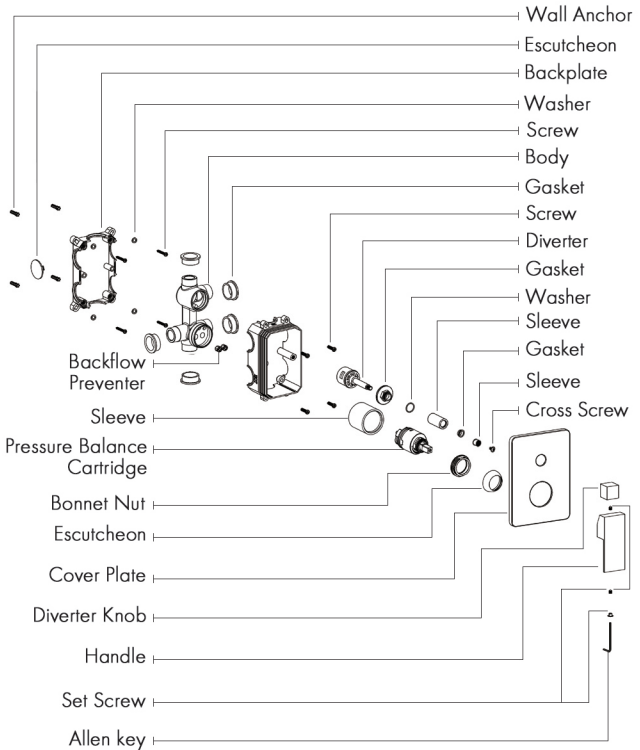 Wall Anchor
Escutcheon
Backplate
Washer
Screw
Body
Gasket
Screw
Diverter
Gasket
Washer
Sleeve
Gasket
Sleeve
Cross Screw
Backflow
Preventer
Sleeve
Pressure Balance
Cartridge
Bonnet Nut
Escutcheon
Cover Plate
Diverter Knob
Handle
Set Screw
Allen key